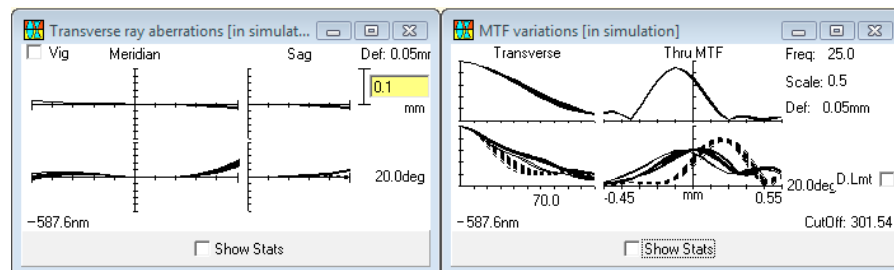 Transverse ray aberrations [in simulat...
Vig Meridian Sag Def: 0.05mr
0.1
mm
20.0deg
-587.6nm
Show Stats
MTF variations [in simulation]
Transverse Thru MTF Freq: 25.0
Scale: 0.5
Def: 0.05mm
20.0deg D.Lmt
70.0 -0.45 mm 0.55
-587.6nm CutOff: 301.54
Show Stats